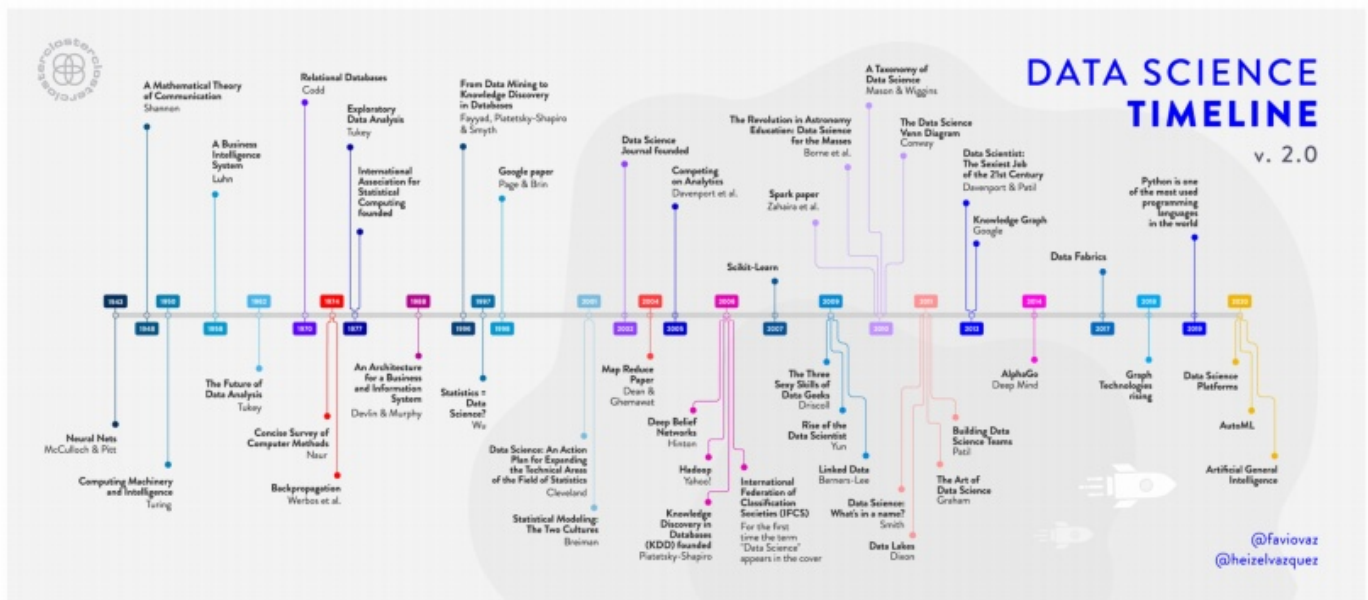 DATA SCIENCE
TIMELINE
v. 2.0
A Mathematical Theory
of Communication
Shannon
A Business
Intelligence
System
Luhn
Relational Databases
Codd
Exploratory
Data Analysis
Tukey
International
Association for
Statistical
Computing
founded
From Data Mining to
Knowledge Discovery
in Databases
Fayyad, Piatetsky-Shapiro
& Smyth
Google paper
Page & Brin
Data Science
Journal founded
Competing
on Analytics
Davenport et al.
Scikit-Learn
Spark paper
Zaharia et al.
The Revolution in Astronomy
Education: Data Science
for the Masses
Borne et al.
A Taxonomy of
Data Science
Mason & Wiggins
The Data Science
Venn Diagram
Conway
Data Scientist:
The Sexiest Job
of the 21st Century
Davenport & Patil
Knowledge Graph
Google
Data Fabrics
Python is one
of the most used
programming
languages
in the world
1943
1950
1962
1974
1988
1997
2001
2004
2006
2009
2011
2014
2018
2020
1948
1958
1970
1977
1996
1998
2002
2005
2007
2010
2012
2017
2019
Neural Nets
McCulloch & Pitt
Computing Machinery
and Intelligence
Turing
The Future of
Data Analysis
Tukey
Concise Survey of
Computer Methods
Naur
Backpropagation
Werbos et al.
An Architecture
for a Business
and Information
System
Devlin & Murphy
Statistics =
Data
Science?
Wu
Data Science: An Action
Plan for Expanding
the Technical Areas
of the Field of Statistics
Cleveland
Statistical Modeling:
The Two Cultures
Breiman
Map Reduce
Paper
Dean &
Ghemawat
Deep Belief
Networks
Hinton
Hadoop
Yahoo!
Knowledge
Discovery in
Databases
(KDD) founded
Piatetsky-Shapiro
International
Federation of
Classification
Societies (IFCS)
For the first
time the term
"Data Science"
appears in the cover
The Three
Sexy Skills of
Data Geeks
Driscoll
Rise of the
Data Scientist
Yun
Linked Data
Berners-Lee
Data Science:
What's in a name?
Smith
Data Lakes
Dixon
Building Data
Science Teams
Patil
The Art of
Data Science
Graham
AlphaGo
Deep Mind
Graph
Technologies
rising
Data Science
Platforms
AutoML
Artificial General
Intelligence
@faviovaz
@heizelvazquez